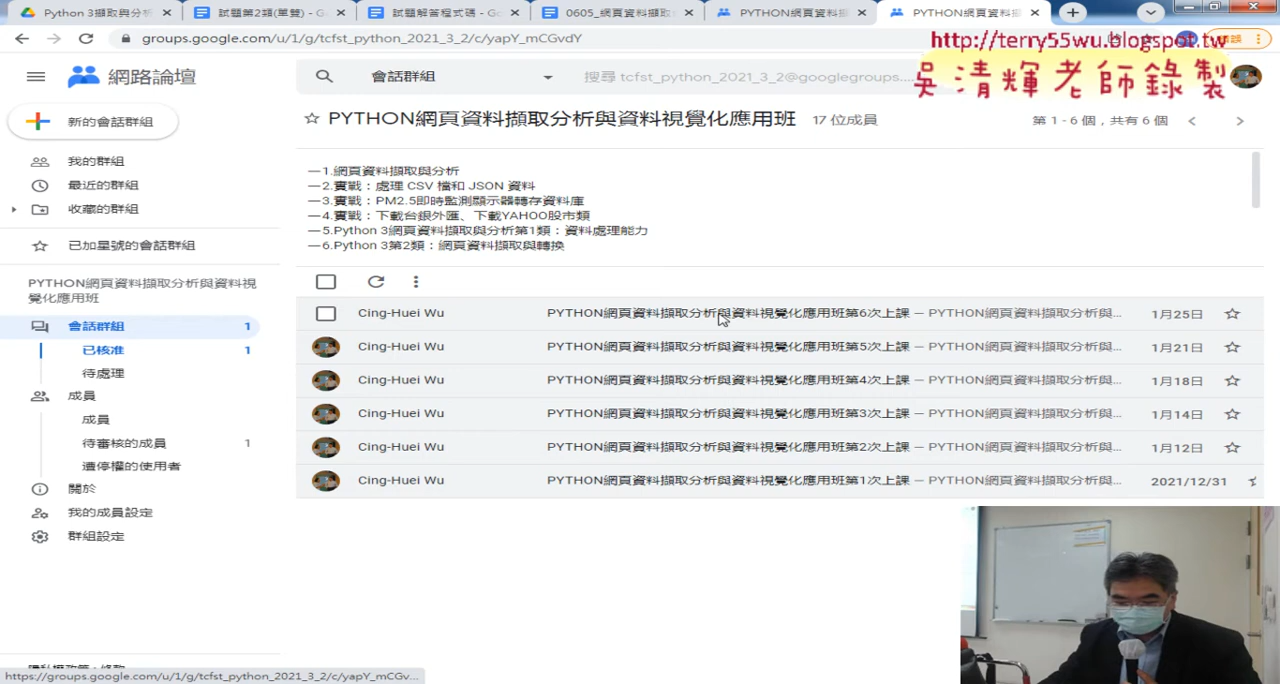 Python 3擷取與分析
試題第2類(單雙) - Go
試題解答程式碼 - Go
0605_網頁資料擷取
PYTHON網頁資料擷
PYTHON網頁資料擷
groups.google.com/u/1/g/tcfst_python_2021_3_2/c/yapY_mCGvdY
http://terry55wu.blogspot.tw
吳清輝老師錄製
網路論壇
會話群組
搜尋 tcfst_python_2021_3_2@googlegroups....
新的會話群組
PYTHON網頁資料擷取分析與資料視覺化應用班
17 位成員
第 1 - 6 個，共有 6 個
我的群組
最近的群組
收藏的群組
已加星號的會話群組
PYTHON網頁資料擷取分析與資料視
覺化應用班
會話群組 1
已核准 1
待處理
成員
成員
待審核的成員 1
遭停權的使用者
關於
我的成員設定
群組設定
—1.網頁資料擷取與分析
—2.實戰：處理 CSV 檔和 JSON 資料
—3.實戰：PM2.5即時監測顯示器轉存資料庫
—4.實戰：下載台銀外匯、下載YAHOO股市類
—5.Python 3網頁資料擷取與分析第1類：資料處理能力
—6.Python 3第2類：網頁資料擷取與轉換
Cing-Huei Wu PYTHON網頁資料擷取分析與資料視覺化應用班第6次上課 — PYTHON網頁資料擷取分析與... 1月25日
Cing-Huei Wu PYTHON網頁資料擷取分析與資料視覺化應用班第5次上課 — PYTHON網頁資料擷取分析與... 1月21日
Cing-Huei Wu PYTHON網頁資料擷取分析與資料視覺化應用班第4次上課 — PYTHON網頁資料擷取分析與... 1月18日
Cing-Huei Wu PYTHON網頁資料擷取分析與資料視覺化應用班第3次上課 — PYTHON網頁資料擷取分析與... 1月14日
Cing-Huei Wu PYTHON網頁資料擷取分析與資料視覺化應用班第2次上課 — PYTHON網頁資料擷取分析與... 1月12日
Cing-Huei Wu PYTHON網頁資料擷取分析與資料視覺化應用班第1次上課 — PYTHON網頁資料擷取分析與... 2021/12/31
https://groups.google.com/u/1/g/tcfst_python_2021_3_2/c/yapY_mCGv...